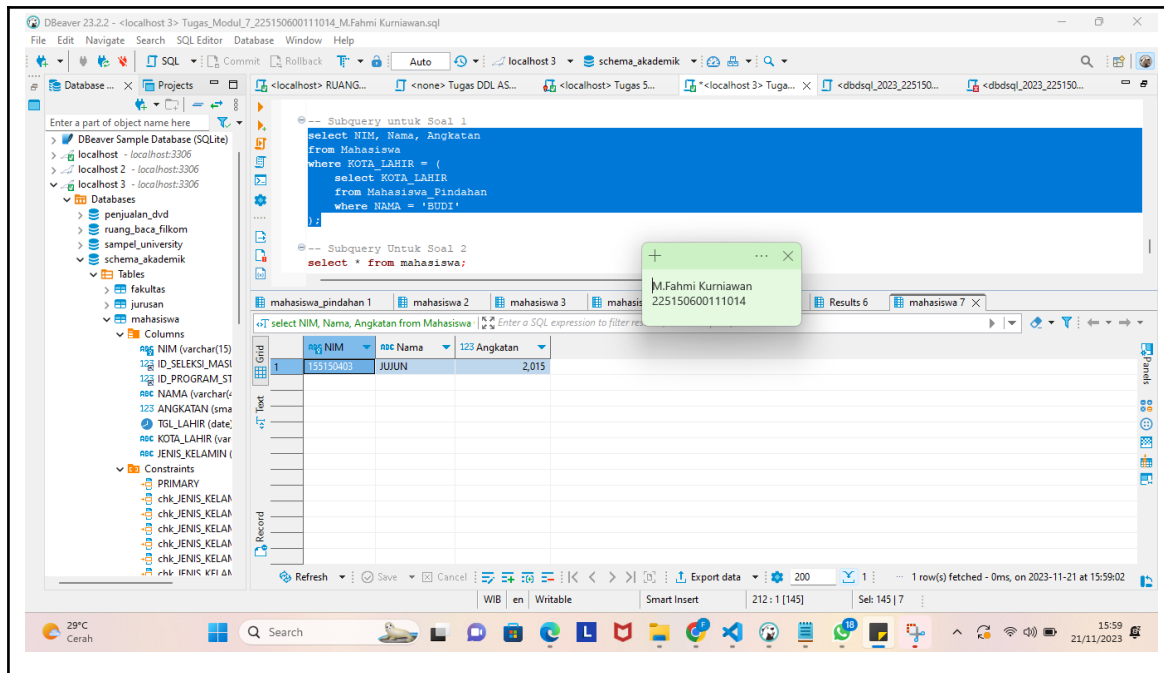 DBeaver 23.2.2 - <localhost 3> Tugas_Modul_7_225150600111014_M.Fahmi Kurniawan.sql
File Edit Navigate Search SQL Editor Database Window Help
SQL Commit Rollback Auto localhost 3 schema_akademik
Database ... Projects <localhost> RUANG... <none> Tugas DDL AS... <localhost> Tugas 5... *<localhost 3> Tuga... <dbdsql_2023_225150... <dbdsql_2023_225150...
Enter a part of object name here
DBeaver Sample Database (SQLite)
localhost - localhost:3306
localhost 2 - localhost:3306
localhost 3 - localhost:3306
Databases
penjualan_dvd
ruang_baca_filkom
sampel_university
schema_akademik
Tables
fakultas
jurusan
mahasiswa
Columns
NIM (varchar(15)
ID_SELEKSI_MASU
ID_PROGRAM_ST
NAMA (varchar(4
ANGKATAN (sma
TGL_LAHIR (date)
KOTA_LAHIR (var
JENIS_KELAMIN (
Constraints
PRIMARY
chk_JENIS_KELAM
chk_JENIS_KELAM
chk_JENIS_KELAM
chk_JENIS_KELAM
chk_JENIS_KELAM
chk_JENIS_KELAM
-- Subquery untuk Soal 1
select NIM, Nama, Angkatan
from Mahasiswa
where KOTA_LAHIR = (
select KOTA_LAHIR
from Mahasiswa_Pindahan
where NAMA = 'BUDI'
);
-- Subquery Untuk Soal 2
select * from mahasiswa;
M.Fahmi Kurniawan
225150600111014
mahasiswa_pindahan 1 mahasiswa 2 mahasiswa 3 mahasis Results 6 mahasiswa 7
select NIM, Nama, Angkatan from Mahasiswa Enter a SQL expression to filter res
Grid
Text
Record
Panels
NIM Nama 123 Angkatan
1 155150403 JUJUN 2,015
Refresh Save Cancel Export data 200 1 ... 1 row(s) fetched - 0ms, on 2023-11-21 at 15:59:02
WIB en Writable Smart Insert 212 : 1 [145] Sel: 145 | 7
29°C
Cerah
Search
18
15:59
21/11/2023